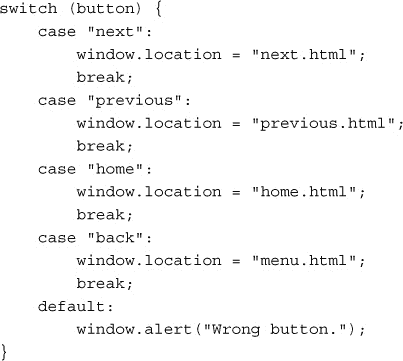 switch (button) {
    case "next":
        window.location = "next.html";
        break;
    case "previous":
        window.location = "previous.html";
        break;
    case "home":
        window.location = "home.html";
        break;
    case "back":
        window.location = "menu.html";
        break;
    default:
        window.alert("Wrong button.");
}